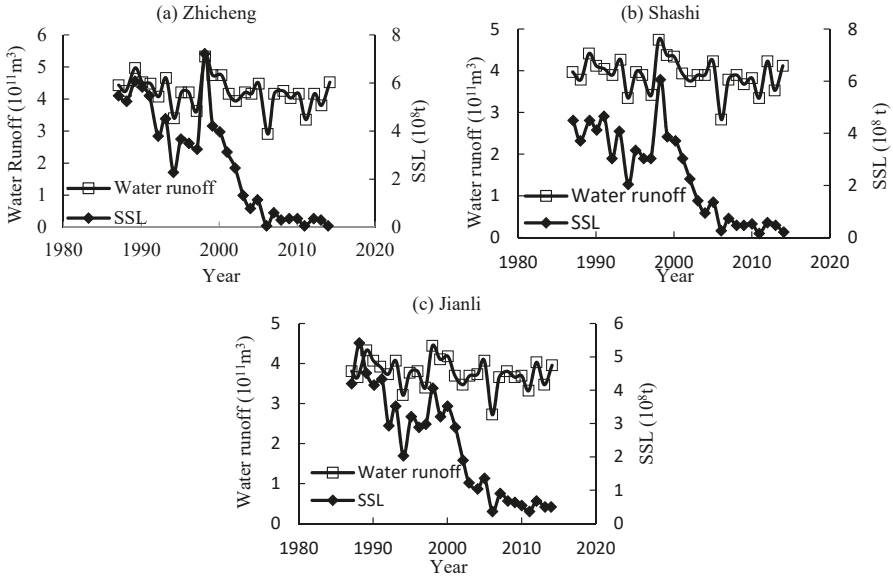 (a) Zhicheng
Water Runoff (10¹¹m³)
6
5
4
3
2
1
0
8
6
4
2
0
SSL (10⁸t)
Water runoff
SSL
1980 1990 2000 2010 2020
Year
(b) Shashi
Water runoff (10¹¹m³)
5
4
3
2
1
0
8
6
4
2
0
SSL (10⁸ t)
Water runoff
SSL
1980 1990 2000 2010 2020
Year
(c) Jianli
Water runoff (10¹¹m³)
5
4
3
2
1
0
6
5
4
3
2
1
0
SSL (10⁸t)
Water runoff
SSL
1980 1990 2000 2010 2020
Year